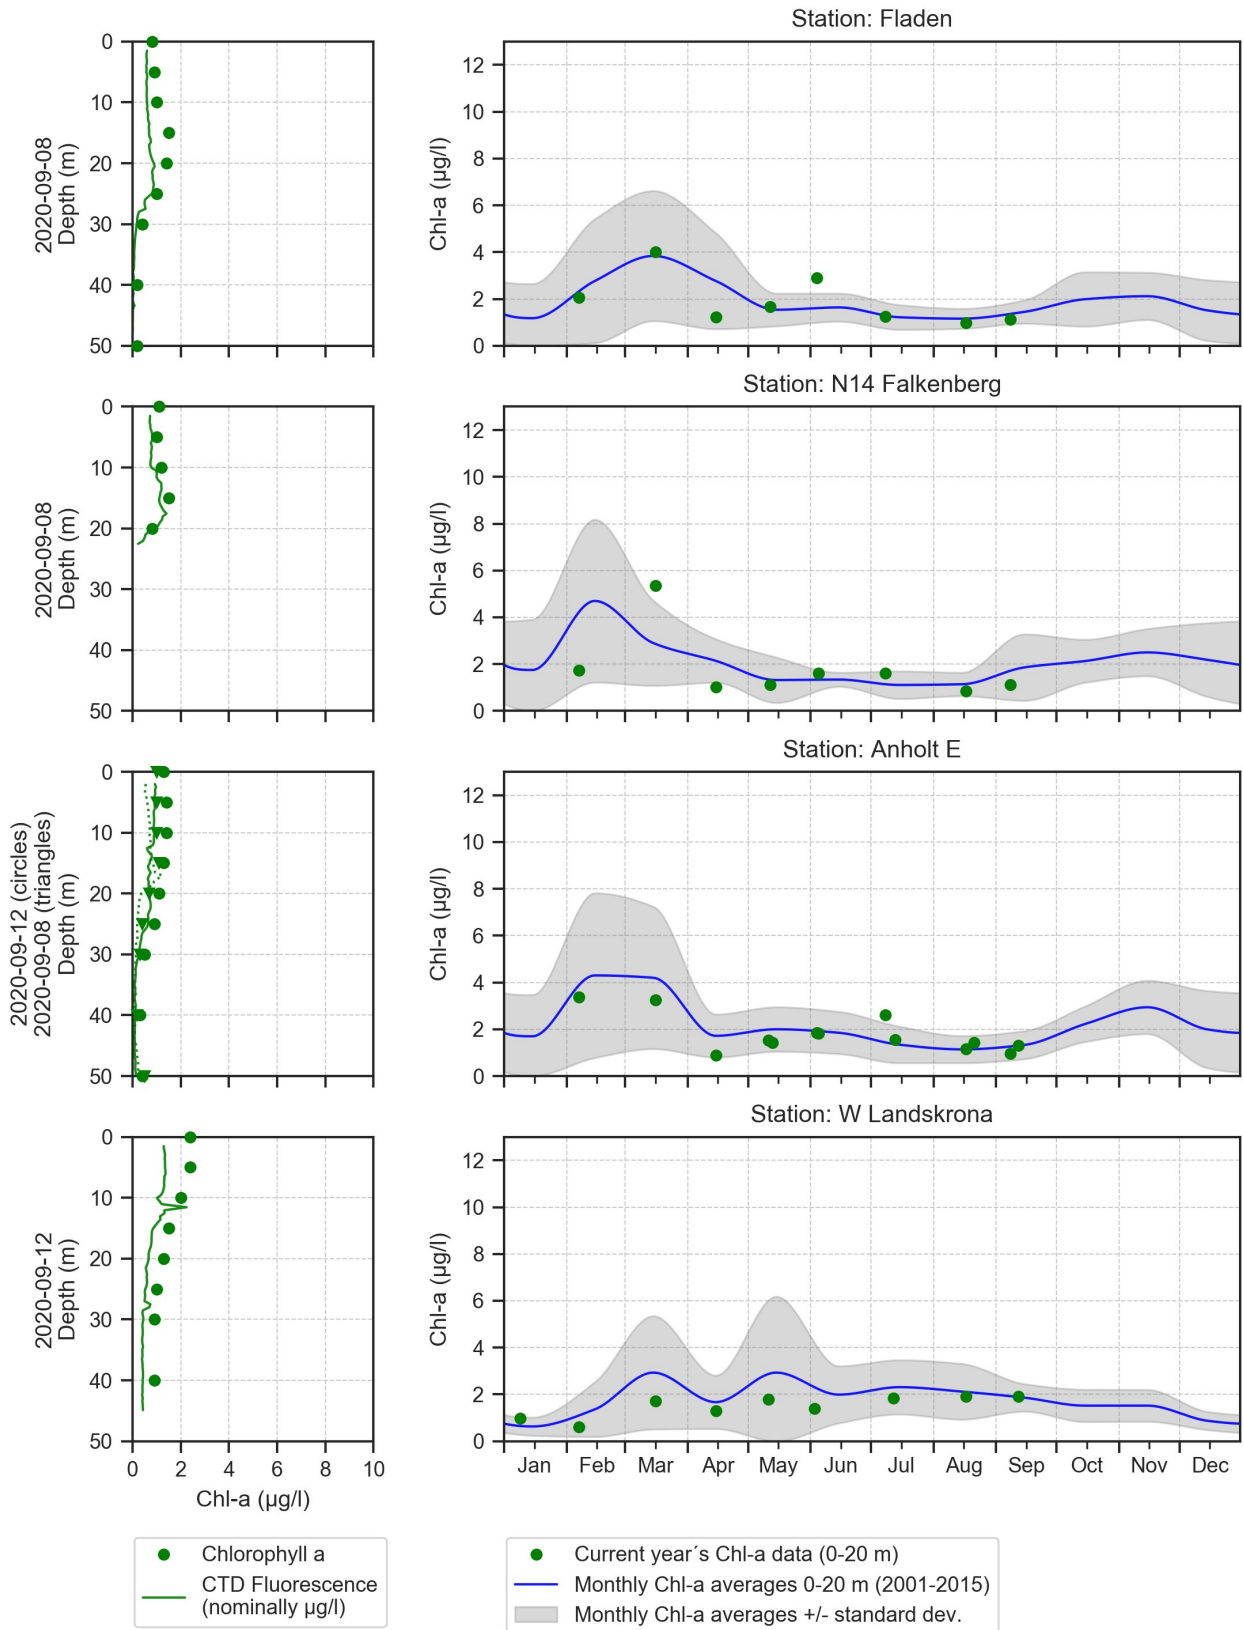 Station: Fladen
0
10
20
30
40
50
2020-09-08
Depth (m)
12
10
8
6
4
2
0
Chl-a (µg/l)
Station: N14 Falkenberg
0
10
20
30
40
50
2020-09-08
Depth (m)
12
10
8
6
4
2
0
Chl-a (µg/l)
Station: Anholt E
0
10
20
30
40
50
2020-09-12 (circles)
2020-09-08 (triangles)
Depth (m)
12
10
8
6
4
2
0
Chl-a (µg/l)
Station: W Landskrona
0
10
20
30
40
50
2020-09-12
Depth (m)
0 2 4 6 8 10
Chl-a (µg/l)
12
10
8
6
4
2
0
Chl-a (µg/l)
Jan Feb Mar Apr May Jun Jul Aug Sep Oct Nov Dec
Chlorophyll a
CTD Fluorescence
(nominally µg/l)
Current year´s Chl-a data (0-20 m)
Monthly Chl-a averages 0-20 m (2001-2015)
Monthly Chl-a averages +/- standard dev.